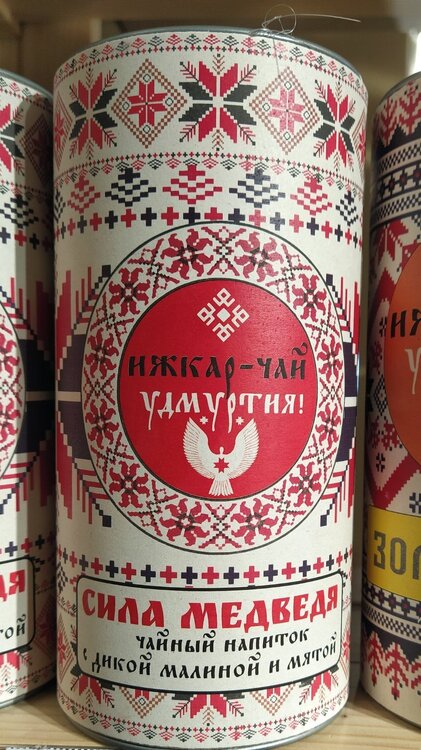 ИЖКАР-ЧАЙ
УДМУРТИЯ!
СИЛА МЕДВЕДЯ
ЧАЙНЫЙ НАПИТОК
с ДИКОЙ МАЛИНОЙ И МЯТОЙ